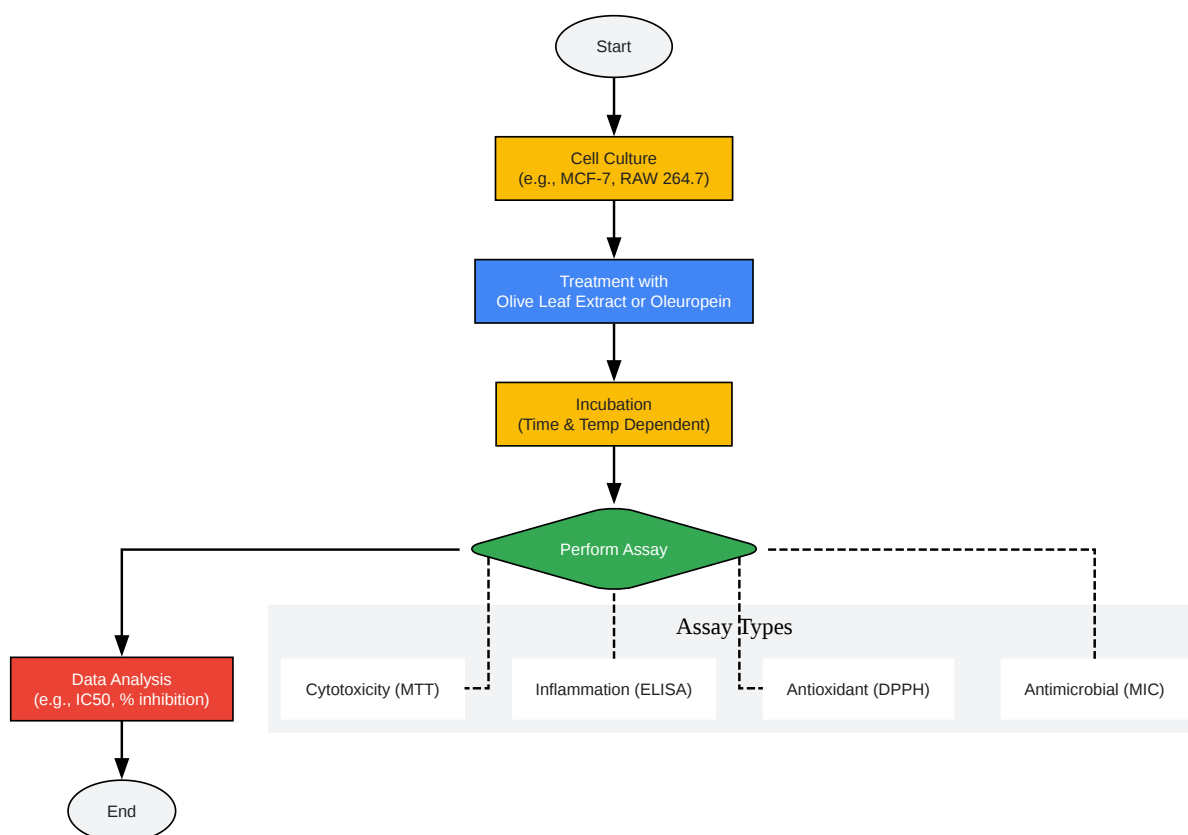 Start
Cell Culture
(e.g., MCF-7, RAW 264.7)
Treatment with
Olive Leaf Extract or Oleuropein
Incubation
(Time & Temp Dependent)
Perform Assay
Assay Types
Data Analysis
(e.g., IC50, % inhibition)
Cytotoxicity (MTT)
Inflammation (ELISA)
Antioxidant (DPPH)
Antimicrobial (MIC)
End